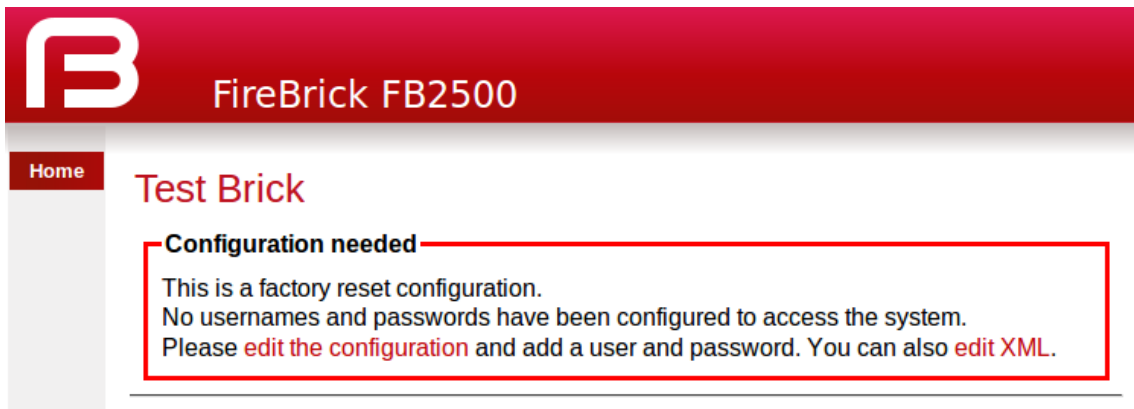 FireBrick FB2500
Home
Test Brick
Configuration needed
This is a factory reset configuration.
No usernames and passwords have been configured to access the system.
Please edit the configuration and add a user and password. You can also edit XML.